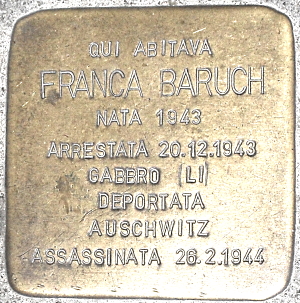 QUI ABITAVA
FRANCA BARUCH
NATA 1943
ARRESTATA 20.12.1943
GABBRO (LI)
DEPORTATA
AUSCHWITZ
ASSASSINATA 26.2.1944